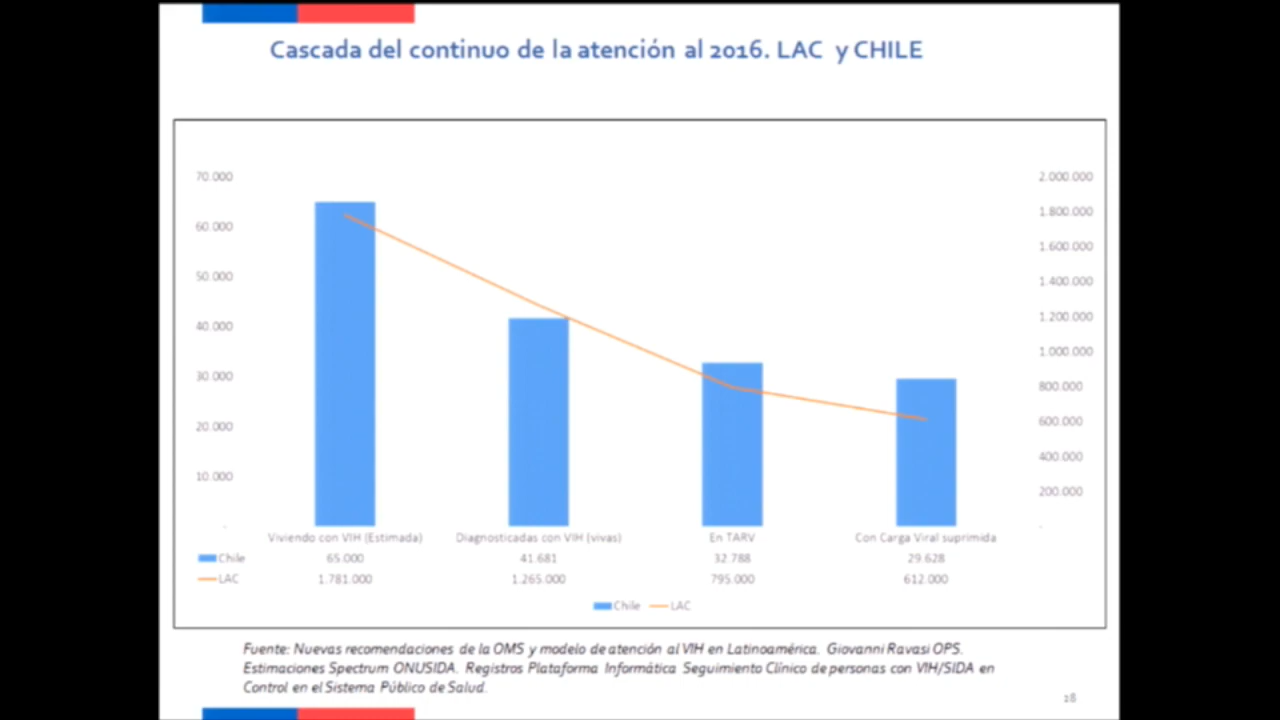 Cascada del continuo de la atención al 2016. LAC y CHILE
70.000
60.000
50.000
40.000
30.000
20.000
10.000
-
2.000.000
1.800.000
1.600.000
1.400.000
1.200.000
1.000.000
800.000
600.000
400.000
200.000
-
Viviendo con VIH (Estimada) Diagnosticadas con VIH (vivas) En TARV Con Carga Viral suprimida
Chile 65.000 41.681 32.788 29.628
LAC 1.781.000 1.265.000 795.000 612.000
Chile LAC
Fuente: Nuevas recomendaciones de la OMS y modelo de atención al VIH en Latinoamérica. Giovanni Ravasi OPS.
Estimaciones Spectrum ONUSIDA. Registros Plataforma Informática Seguimiento Clínico de personas con VIH/SIDA en
Control en el Sistema Público de Salud.
18